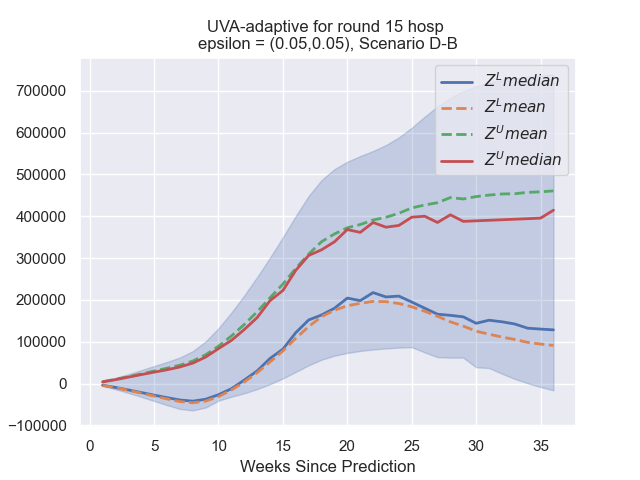 UVA-adaptive for round 15 hosp
epsilon = (0.05,0.05), Scenario D-B
Z^L median
Z^L mean
Z^U mean
Z^U median
700000
600000
500000
400000
300000
200000
100000
0
−100000
0 5 10 15 20 25 30 35
Weeks Since Prediction